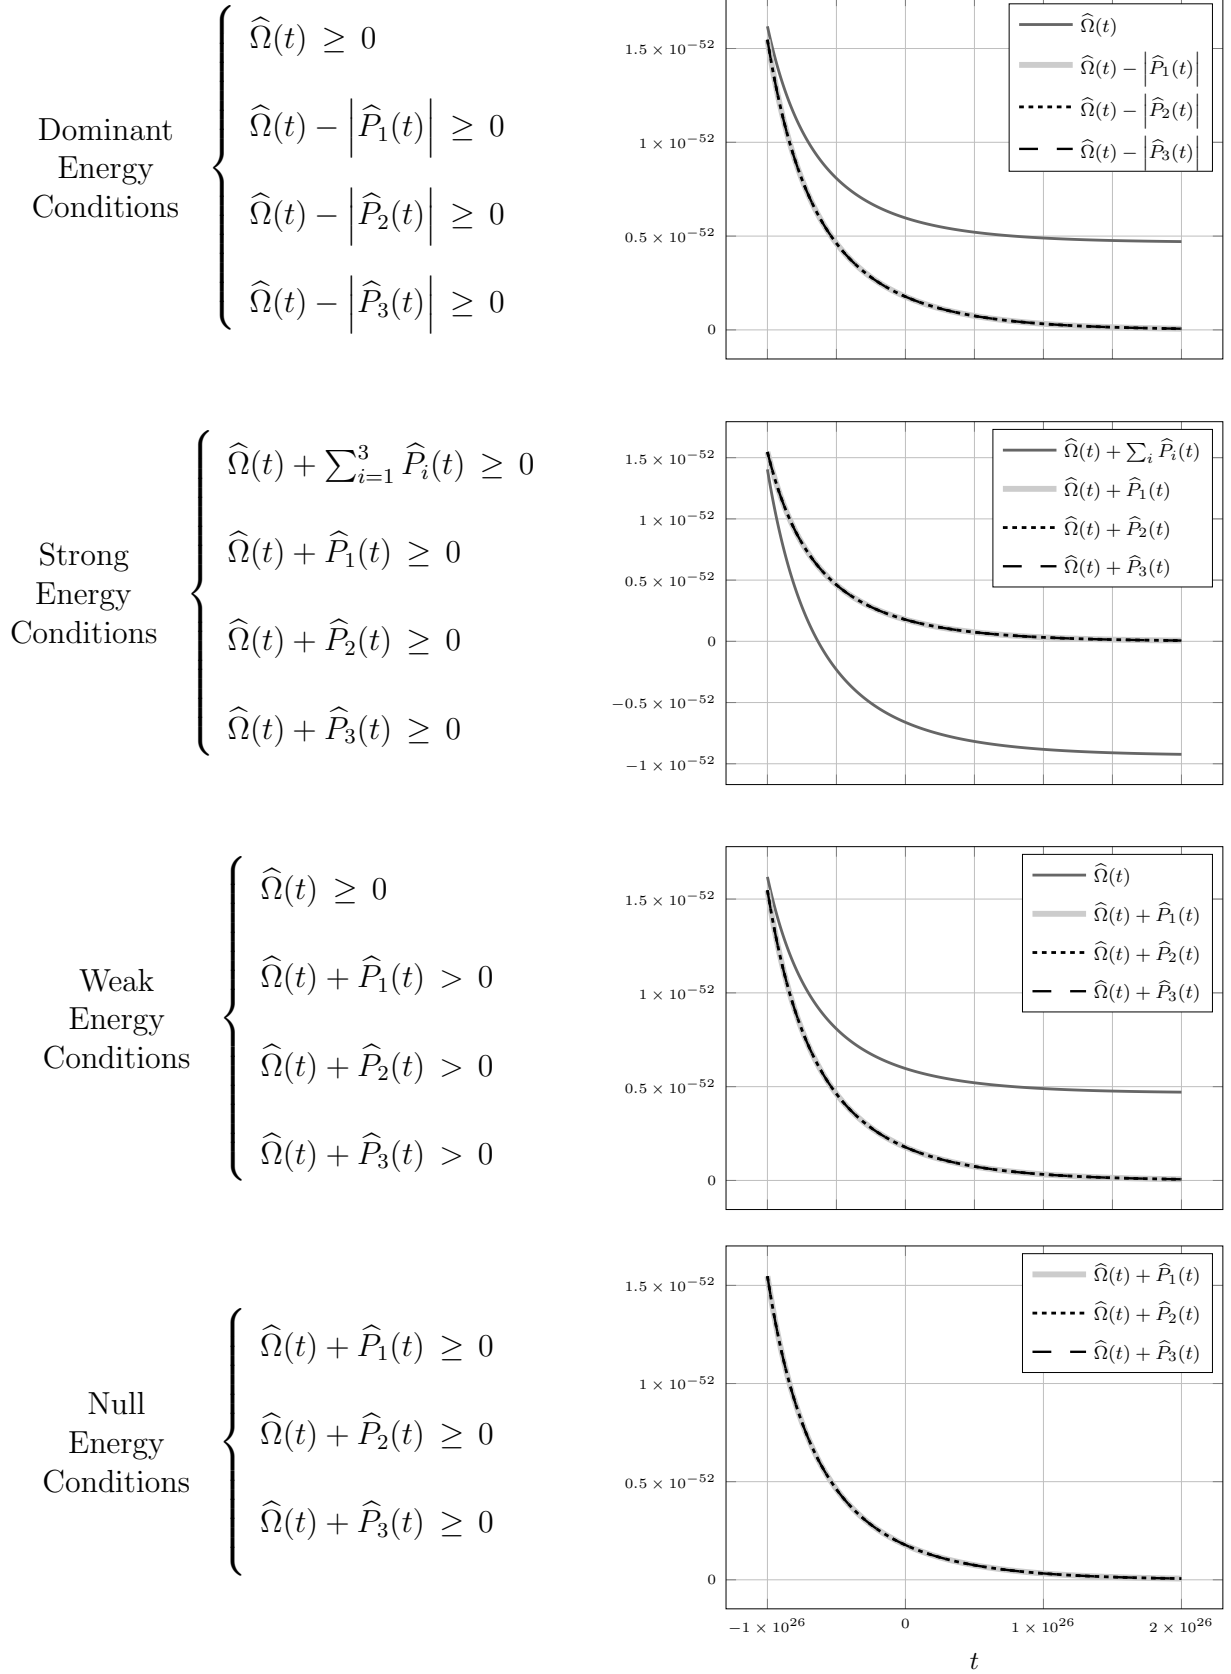 Dominant
Energy
Conditions
Ω̂(t) ≥ 0
Ω̂(t) − |P̂₁(t)| ≥ 0
Ω̂(t) − |P̂₂(t)| ≥ 0
Ω̂(t) − |P̂₃(t)| ≥ 0
1.5 × 10⁻⁵²
1 × 10⁻⁵²
0.5 × 10⁻⁵²
0
Ω̂(t)
Ω̂(t) − |P̂₁(t)|
Ω̂(t) − |P̂₂(t)|
Ω̂(t) − |P̂₃(t)|
Strong
Energy
Conditions
Ω̂(t) + ∑³ᵢ₌₁ P̂ᵢ(t) ≥ 0
Ω̂(t) + P̂₁(t) ≥ 0
Ω̂(t) + P̂₂(t) ≥ 0
Ω̂(t) + P̂₃(t) ≥ 0
1.5 × 10⁻⁵²
1 × 10⁻⁵²
0.5 × 10⁻⁵²
0
−0.5 × 10⁻⁵²
−1 × 10⁻⁵²
Ω̂(t) + ∑ᵢ P̂ᵢ(t)
Ω̂(t) + P̂₁(t)
Ω̂(t) + P̂₂(t)
Ω̂(t) + P̂₃(t)
Weak
Energy
Conditions
Ω̂(t) ≥ 0
Ω̂(t) + P̂₁(t) > 0
Ω̂(t) + P̂₂(t) > 0
Ω̂(t) + P̂₃(t) > 0
1.5 × 10⁻⁵²
1 × 10⁻⁵²
0.5 × 10⁻⁵²
0
Ω̂(t)
Ω̂(t) + P̂₁(t)
Ω̂(t) + P̂₂(t)
Ω̂(t) + P̂₃(t)
Null
Energy
Conditions
Ω̂(t) + P̂₁(t) ≥ 0
Ω̂(t) + P̂₂(t) ≥ 0
Ω̂(t) + P̂₃(t) ≥ 0
1.5 × 10⁻⁵²
1 × 10⁻⁵²
0.5 × 10⁻⁵²
0
Ω̂(t) + P̂₁(t)
Ω̂(t) + P̂₂(t)
Ω̂(t) + P̂₃(t)
−1 × 10²⁶ 0 1 × 10²⁶ 2 × 10²⁶
t